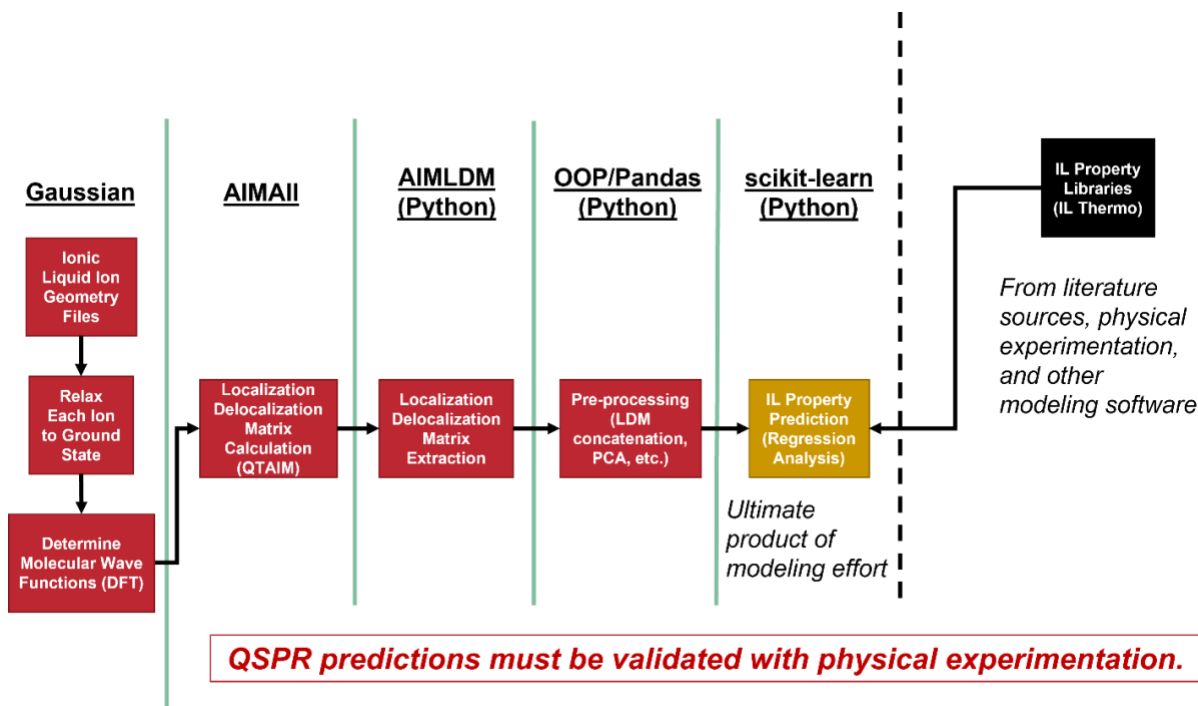 Gaussian
Ionic
Liquid Ion
Geometry
Files
Relax
Each Ion
to Ground
State
Determine
Molecular Wave
Functions (DFT)
AIMAll
Localization
Delocalization
Matrix
Calculation
(QTAIM)
AIMLDM
(Python)
Localization
Delocalization
Matrix
Extraction
OOP/Pandas
(Python)
Pre-processing
(LDM
concatenation,
PCA, etc.)
scikit-learn
(Python)
IL Property
Prediction
(Regression
Analysis)
Ultimate
product of
modeling effort
IL Property
Libraries
(IL Thermo)
From literature
sources, physical
experimentation,
and other
modeling software
QSPR predictions must be validated with physical experimentation.